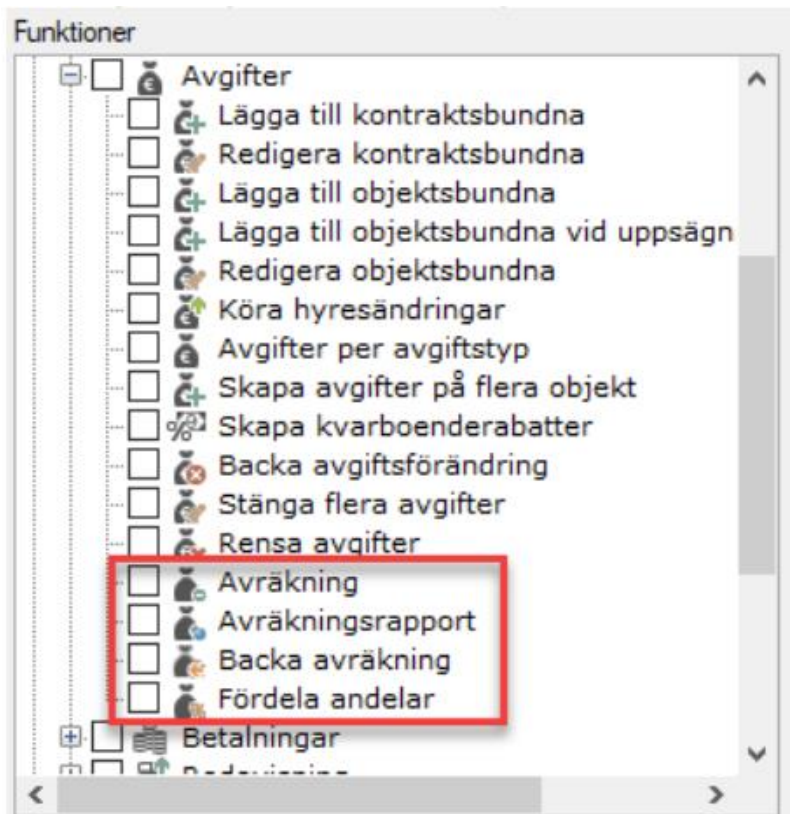 Funktioner
Avgifter
Lägga till kontraktsbundna
Redigera kontraktsbundna
Lägga till objektsbundna
Lägga till objektsbundna vid uppsägn
Redigera objektsbundna
Köra hyresändringar
Avgifter per avgiftstyp
Skapa avgifter på flera objekt
Skapa kvarboenderabatter
Backa avgiftsförändring
Stänga flera avgifter
Rensa avgifter
Avräkning
Avräkningsrapport
Backa avräkning
Fördela andelar
Betalningar